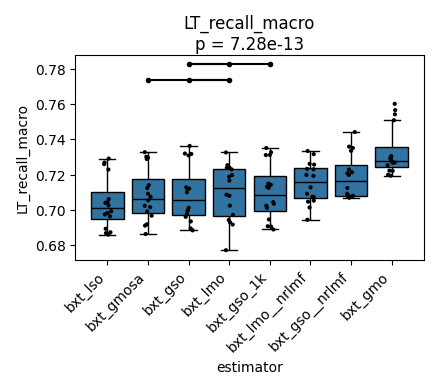 LT_recall_macro
p = 7.28e-13
LT_recall_macro
0.78
0.76
0.74
0.72
0.70
0.68
bxt_lso
bxt_gmosa
bxt_gso
bxt_lmo
bxt_gso_1k
bxt_lmo__nrlmf
bxt_gso__nrlmf
bxt_gmo
estimator